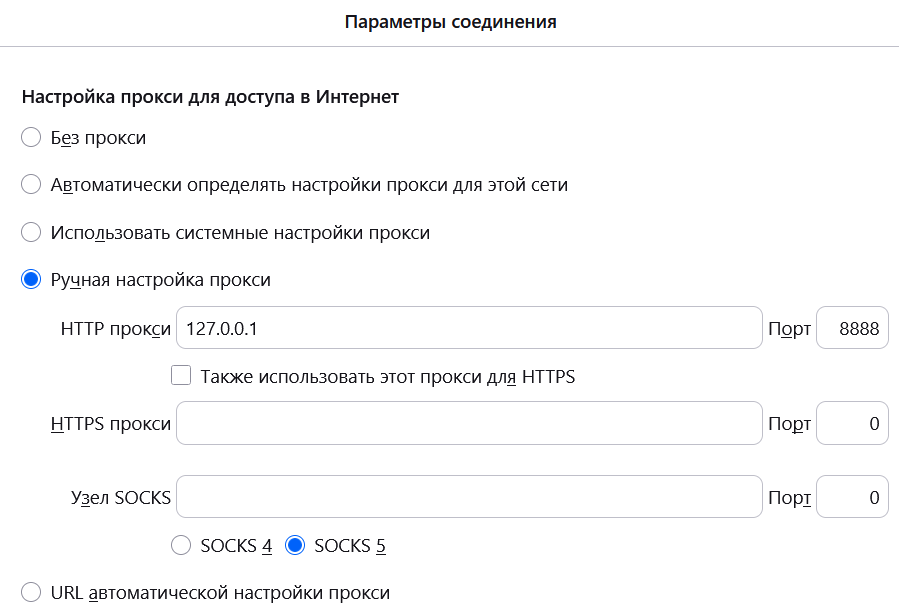 Параметры соединения
Настройка прокси для доступа в Интернет
Без прокси
Автоматически определять настройки прокси для этой сети
Использовать системные настройки прокси
Ручная настройка прокси
HTTP прокси 127.0.0.1 Порт 8888
Также использовать этот прокси для HTTPS
HTTPS прокси Порт 0
Узел SOCKS Порт 0
SOCKS 4 SOCKS 5
URL автоматической настройки прокси